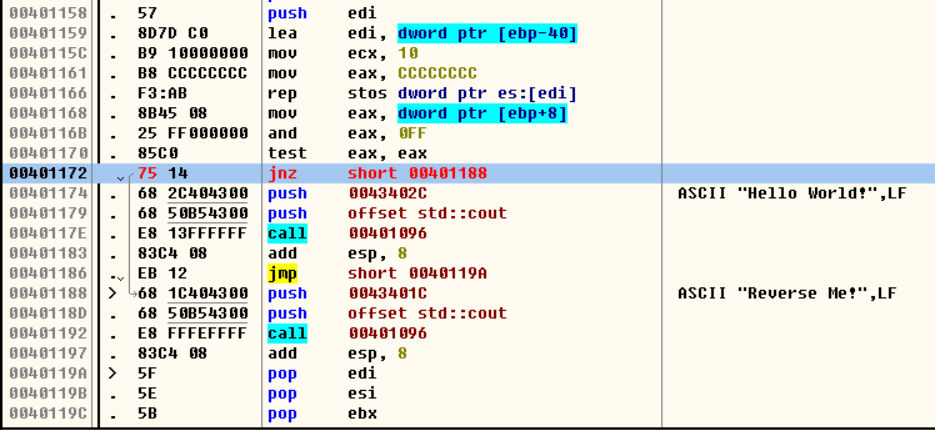 00401158 . 57 push edi
00401159 . 8D7D C0 lea edi, dword ptr [ebp-40]
0040115C . B9 10000000 mov ecx, 10
00401161 . B8 CCCCCCCC mov eax, CCCCCCCC
00401166 . F3:AB rep stos dword ptr es:[edi]
00401168 . 8B45 08 mov eax, dword ptr [ebp+8]
0040116B . 25 FF000000 and eax, 0FF
00401170 . 85C0 test eax, eax
00401172 75 14 jnz short 00401188
00401174 . 68 2C404300 push 0043402C ASCII "Hello World!",LF
00401179 . 68 50B54300 push offset std::cout
0040117E . E8 13FFFFFF call 00401096
00401183 . 83C4 08 add esp, 8
00401186 . EB 12 jmp short 0040119A
00401188 > 68 1C404300 push 0043401C ASCII "Reverse Me!",LF
0040118D . 68 50B54300 push offset std::cout
00401192 . E8 FFFEFFFF call 00401096
00401197 . 83C4 08 add esp, 8
0040119A > 5F pop edi
0040119B . 5E pop esi
0040119C . 5B pop ebx